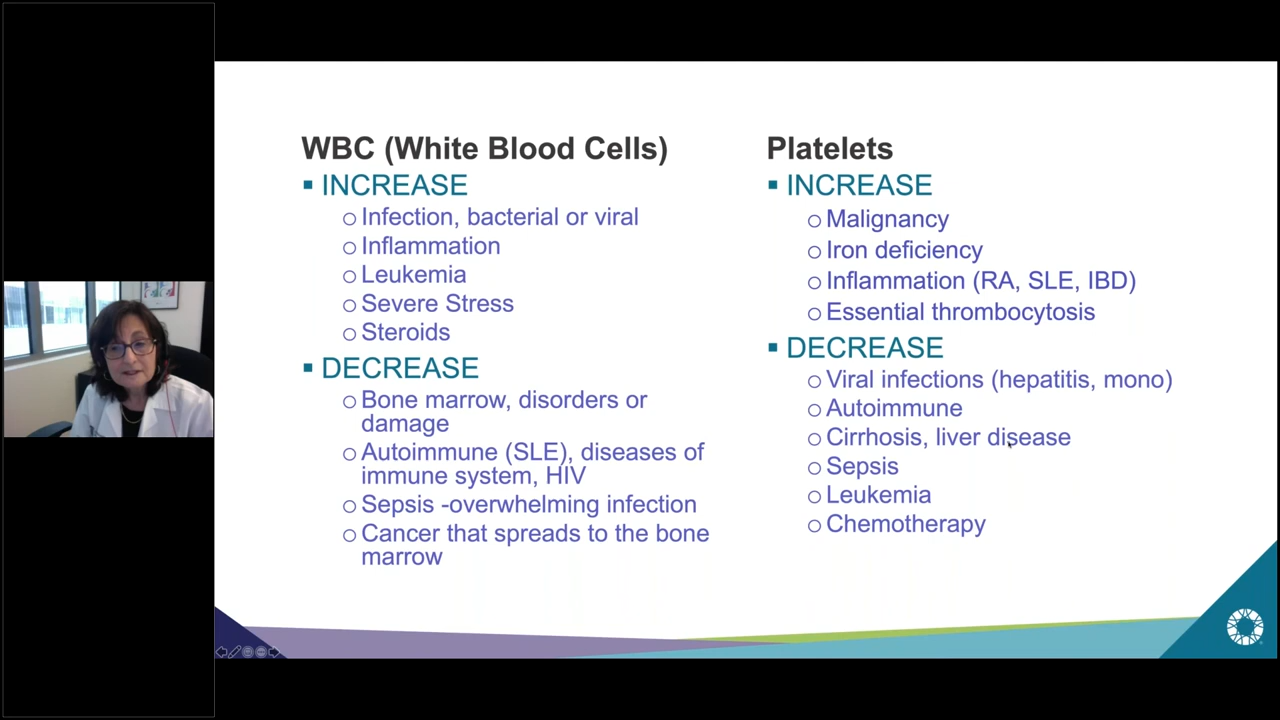 WBC (White Blood Cells)
INCREASE
Infection, bacterial or viral
Inflammation
Leukemia
Severe Stress
Steroids
DECREASE
Bone marrow, disorders or
damage
Autoimmune (SLE), diseases of
immune system, HIV
Sepsis -overwhelming infection
Cancer that spreads to the bone
marrow
Platelets
INCREASE
Malignancy
Iron deficiency
Inflammation (RA, SLE, IBD)
Essential thrombocytosis
DECREASE
Viral infections (hepatitis, mono)
Autoimmune
Cirrhosis, liver disease
Sepsis
Leukemia
Chemotherapy